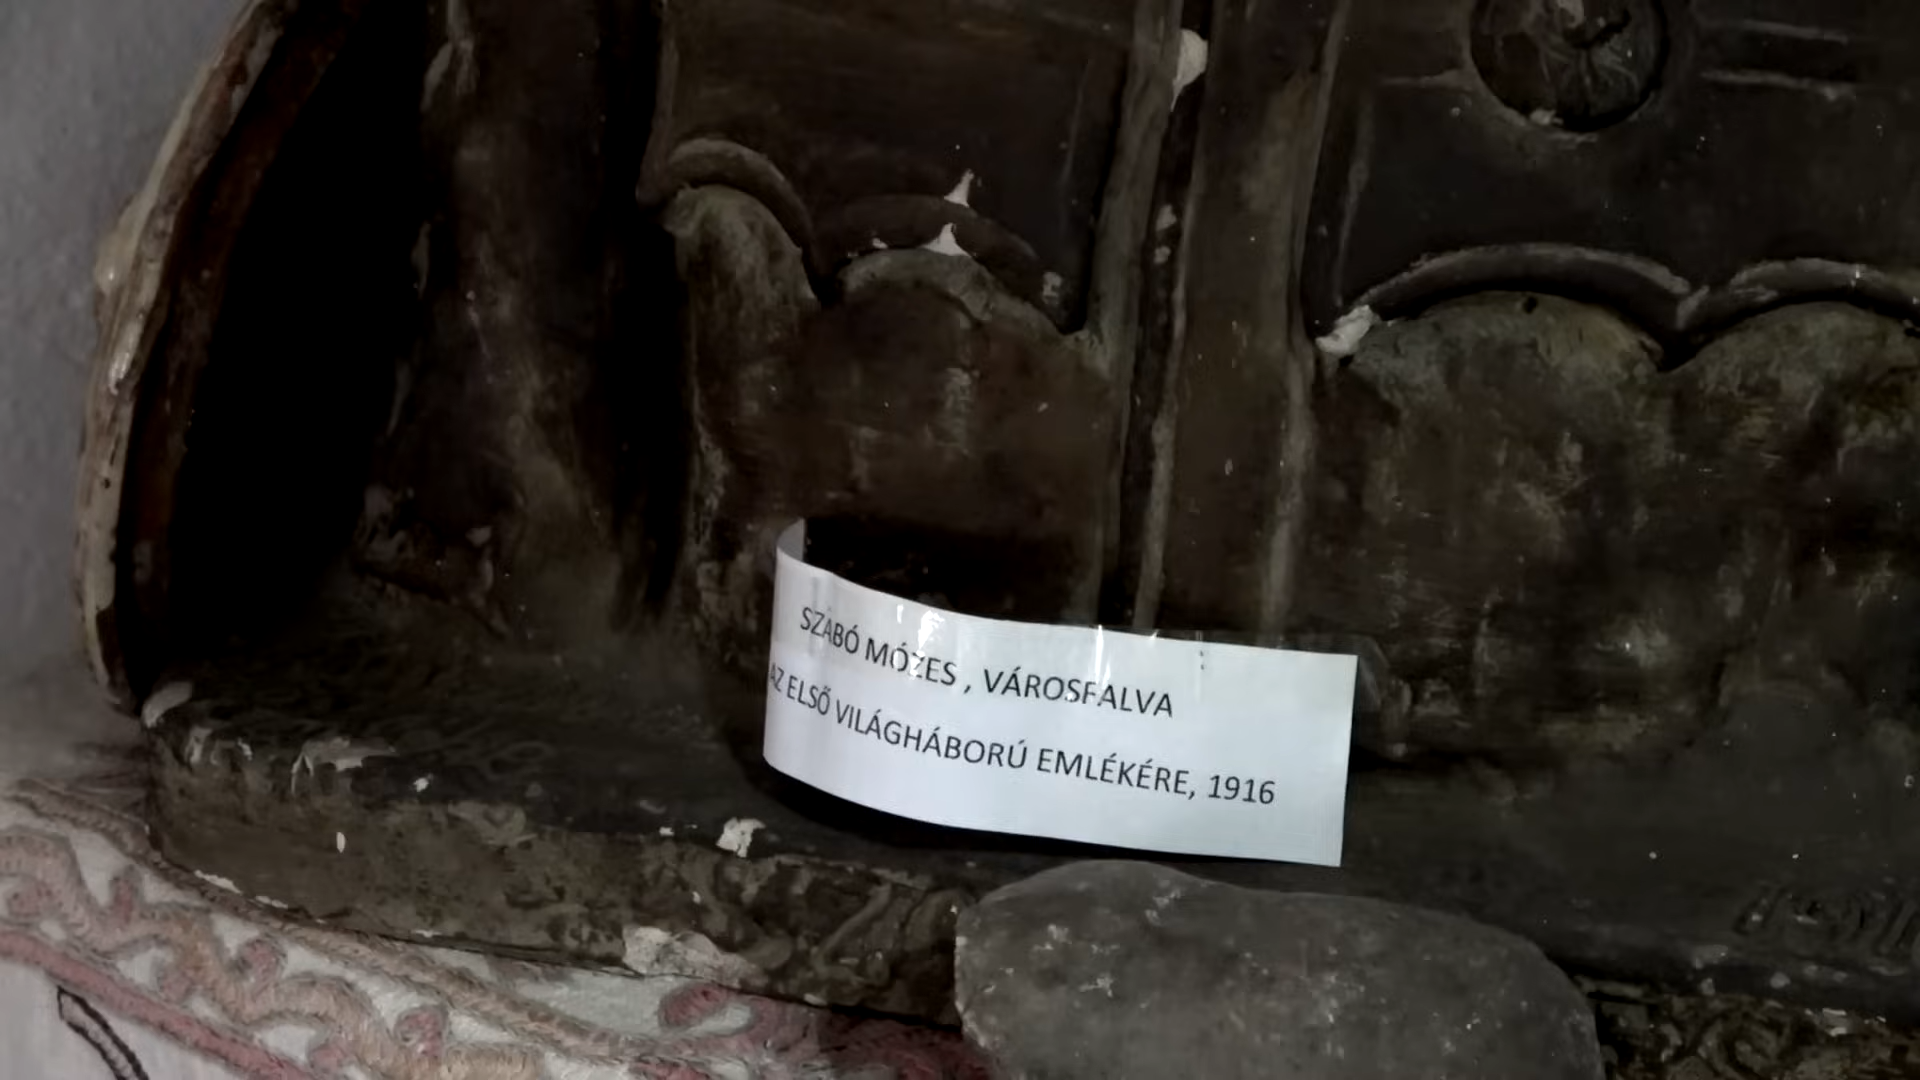 SZABÓ MÓZES , VÁROSFALVA
AZ ELSŐ VILÁGHÁBORÚ EMLÉKÉRE, 1916